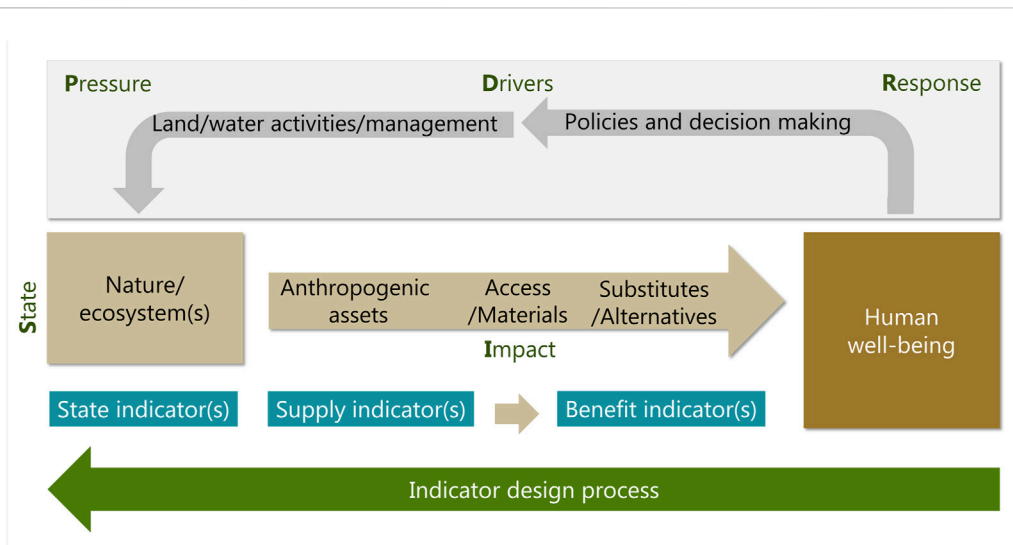 Pressure
Drivers
Response
Land/water activities/management
Policies and decision making
State
Nature/
ecosystem(s)
Anthropogenic
assets
Access
/Materials
Substitutes
/Alternatives
Impact
Human
well-being
State indicator(s)
Supply indicator(s)
Benefit indicator(s)
Indicator design process